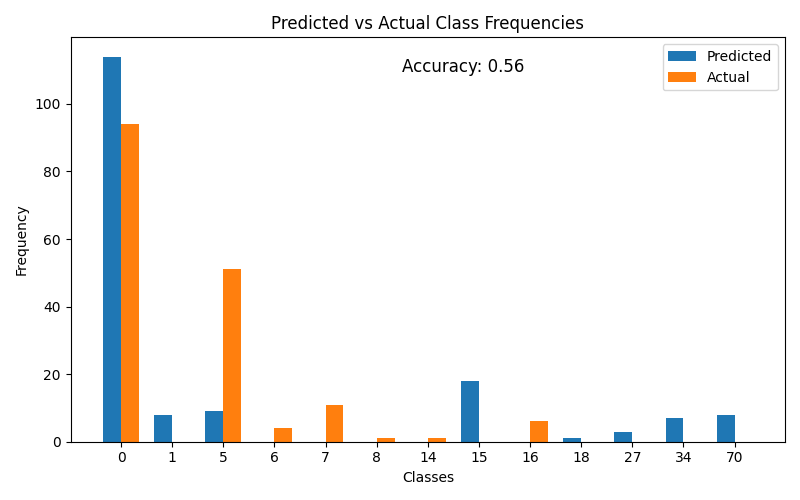 Predicted vs Actual Class Frequencies
Accuracy: 0.56
Predicted
Actual
Frequency
100
80
60
40
20
0
0 1 5 6 7 8 14 15 16 18 27 34 70
Classes